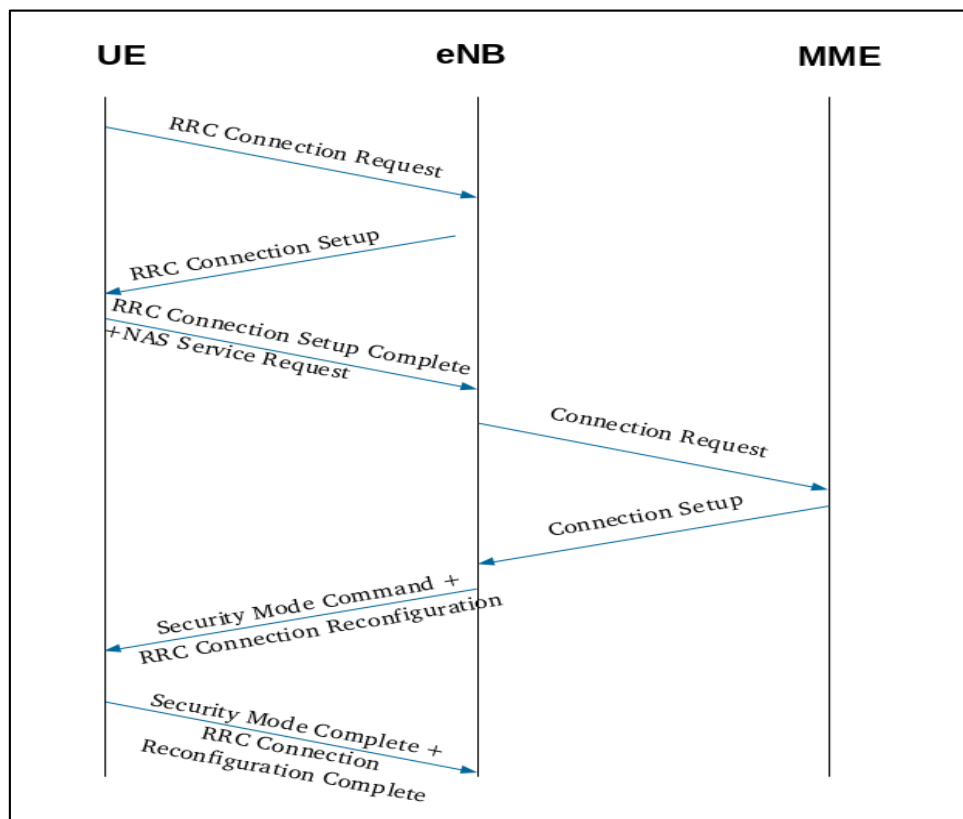 UE
eNB
MME
RRC Connection Request
RRC Connection Setup
RRC Connection Setup Complete
+NAS Service Request
Connection Request
Connection Setup
Security Mode Command +
RRC Connection Reconfiguration
Security Mode Complete +
RRC Connection
Reconfiguration Complete